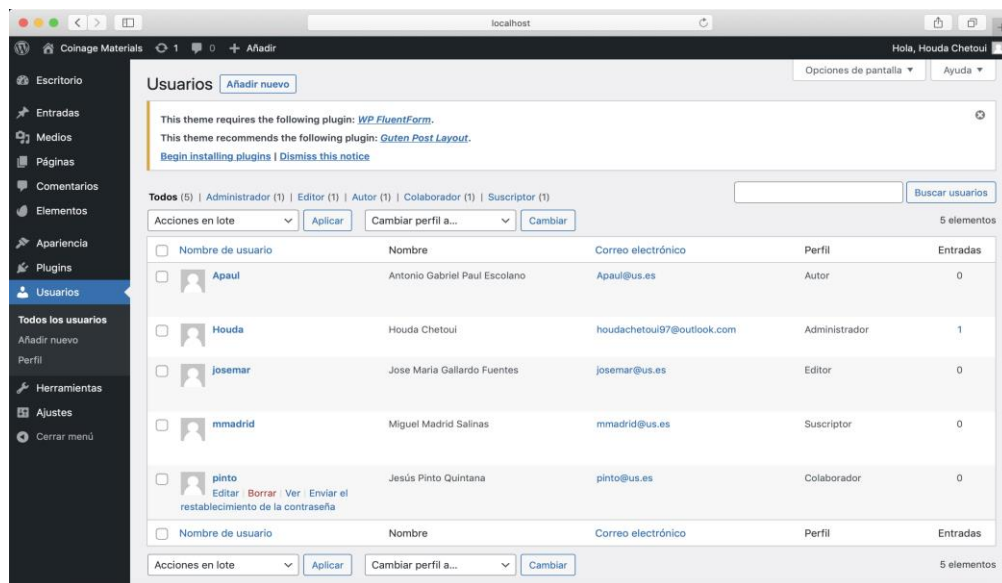 localhost
Coinage Materials 1 0 + Añadir Hola, Houda Chetoui
Escritorio
Entradas
Medios
Páginas
Comentarios
Elementos
Apariencia
Plugins
Usuarios
Todos los usuarios
Añadir nuevo
Perfil
Herramientas
Ajustes
Cerrar menú
Opciones de pantalla ▼ Ayuda ▼
Usuarios Añadir nuevo
This theme requires the following plugin: WP FluentForm.
This theme recommends the following plugin: Guten Post Layout.
Begin installing plugins | Dismiss this notice
Todos (5) | Administrador (1) | Editor (1) | Autor (1) | Colaborador (1) | Suscriptor (1)
Buscar usuarios
Acciones en lote Aplicar Cambiar perfil a... Cambiar 5 elementos
Nombre de usuario Nombre Correo electrónico Perfil Entradas
Apaul Antonio Gabriel Paul Escolano Apaul@us.es Autor 0
Houda Houda Chetoui houdachetoui97@outlook.com Administrador 1
josemar Jose Maria Gallardo Fuentes josemar@us.es Editor 0
mmadrid Miguel Madrid Salinas mmadrid@us.es Suscriptor 0
pinto Jesús Pinto Quintana pinto@us.es Colaborador 0
Editar | Borrar | Ver | Enviar el
restablecimiento de la contraseña
Nombre de usuario Nombre Correo electrónico Perfil Entradas
Acciones en lote Aplicar Cambiar perfil a... Cambiar 5 elementos